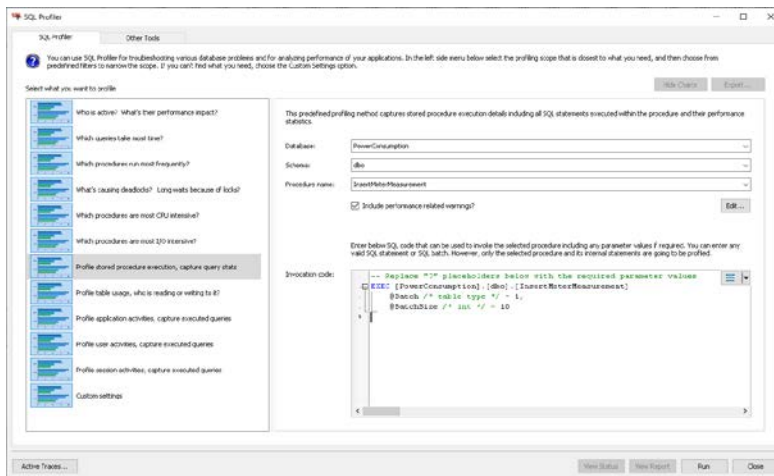 SQL Profiler
SQL Profiler
Other Tools
You can use SQL Profiler for troubleshooting various database problems and for analyzing performance of your applications. In the left side menu below select the profiling scope that is closest to what you need, and then choose from
predefined filters to narrow the scope. If you can't find what you need, choose the Custom Settings option.
Hide Charts
Export...
Select what you want to profile
Who is active? What's their performance impact?
Which queries take most time?
Which procedures run most frequently?
What's causing deadlocks? Long waits because of locks?
Which procedures are most CPU intensive?
Which procedures are most I/O intensive?
Profile stored procedure execution, capture query stats
Profile table usage, who is reading or writing to it?
Profile application activities, capture executed queries
Profile user activities, capture executed queries
Profile session activities, capture executed queries
Custom settings
This predefined profiling method captures stored procedure execution details including all SQL statements executed within the procedure and their performance
statistics.
Database:
PowerConsumption
Schema:
dbo
Procedure name:
InsertMeterMeasurement
Include performance related warnings?
Edit...
Enter below SQL code that can be used to invoke the selected procedure including any parameter values if required. You can enter any
valid SQL statement or SQL batch. However, only the selected procedure and its internal statements are going to be profiled.
Invocation code:
-- Replace "?" placeholders below with the required parameter values
EXEC [PowerConsumption].[dbo].[InsertMeterMeasurement]
@Batch /* table type */ = 1,
@BatchSize /* int */ = 10
Active Traces...
View Status
View Report
Run
Close